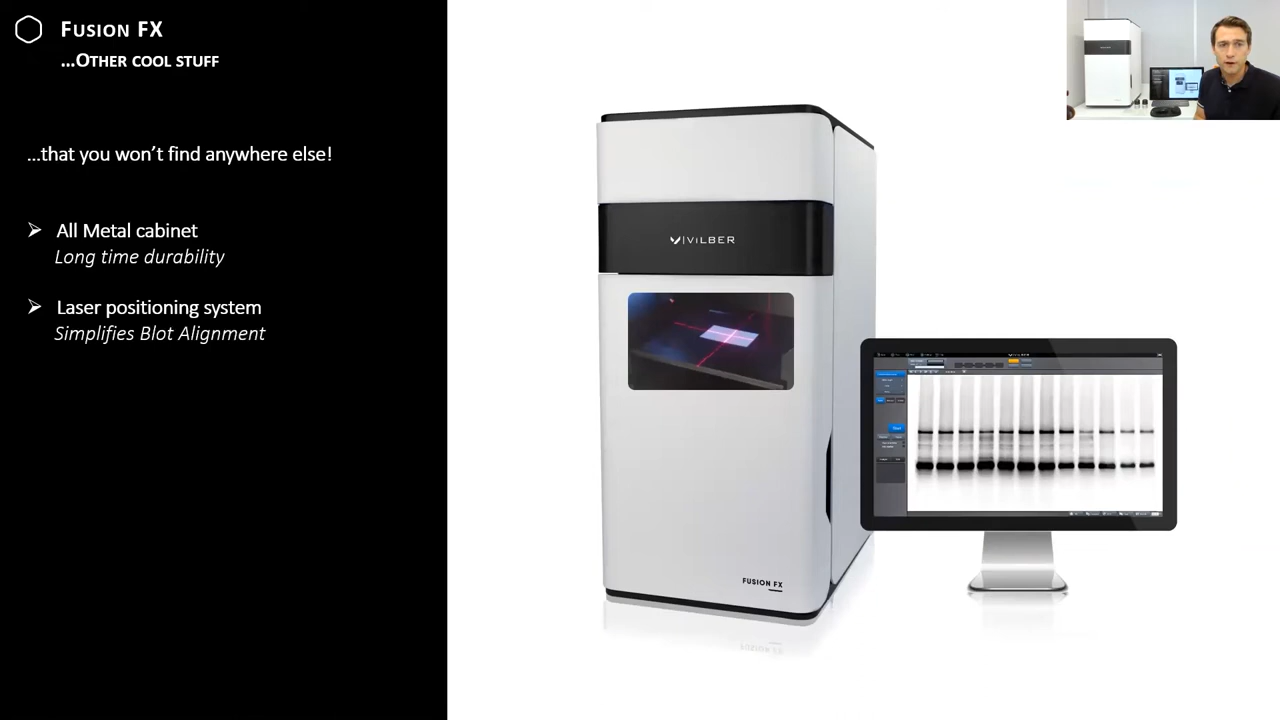 FUSION FX
...OTHER COOL STUFF
...that you won't find anywhere else!
➢ All Metal cabinet
Long time durability
➢ Laser positioning system
Simplifies Blot Alignment
VILBER
FUSION FX